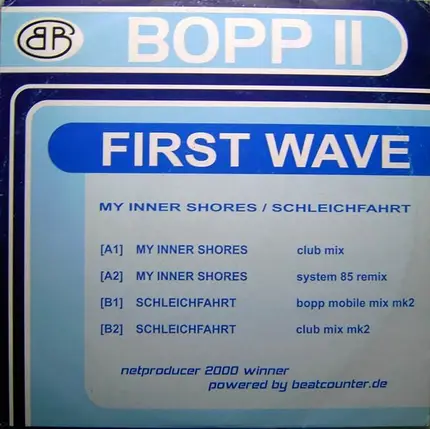 BB BOPP II
FIRST WAVE
MY INNER SHORES / SCHLEICHFAHRT
[A1] MY INNER SHORES club mix
[A2] MY INNER SHORES system 85 remix
[B1] SCHLEICHFAHRT bopp mobile mix mk2
[B2] SCHLEICHFAHRT club mix mk2
netproducer 2000 winner
powered by beatcounter.de